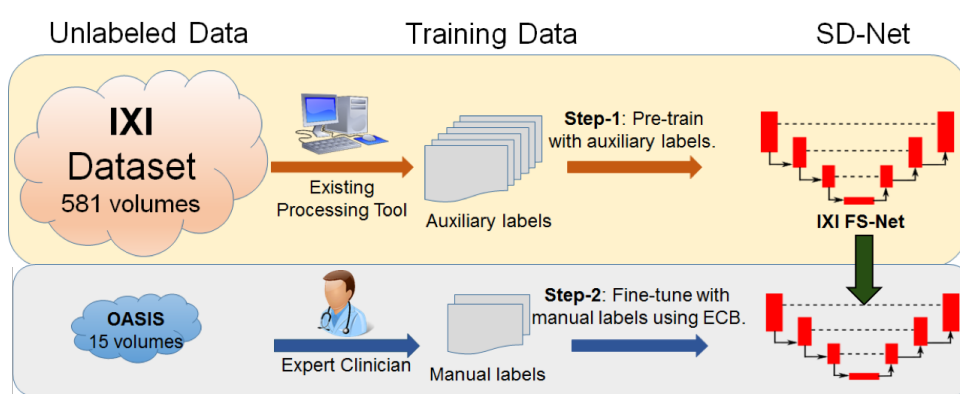 Unlabeled Data
Training Data
SD-Net
IXI
Dataset
581 volumes
Existing
Processing Tool
Auxiliary labels
Step-1: Pre-train
with auxiliary labels.
IXI FS-Net
OASIS
15 volumes
Expert Clinician
Manual labels
Step-2: Fine-tune with
manual labels using ECB.